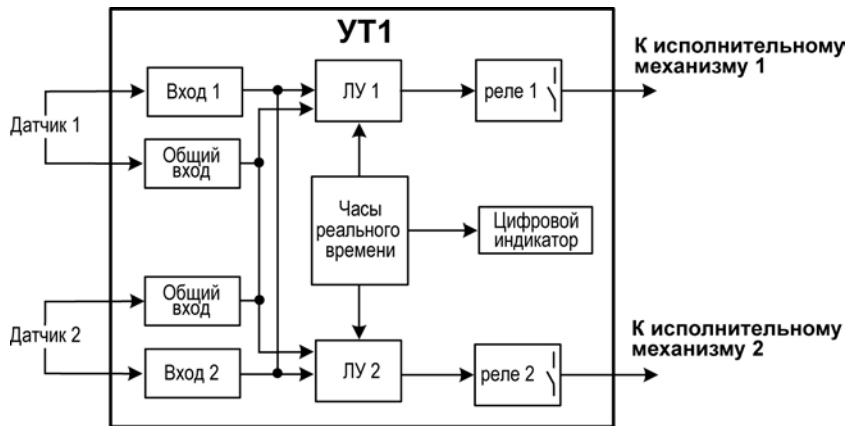 УТ1
К исполнительному
механизму 1
Датчик 1
Вход 1
ЛУ 1
реле 1
Общий
вход
Часы
реального
времени
Цифровой
индикатор
Общий
вход
Датчик 2
Вход 2
ЛУ 2
реле 2
К исполнительному
механизму 2